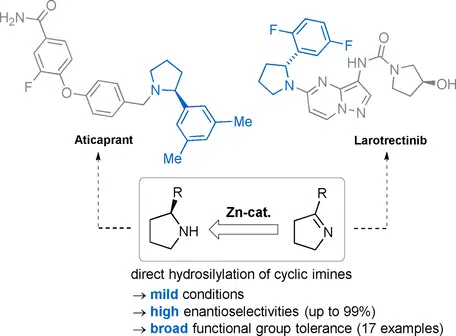 H₂N
O
F
O
N
Me
Me
Aticaprant
F
F
N
N
N
N
HN
O
N
OH
Larotrectinib
R
NH
Zn-cat.
R
N
direct hydrosilylation of cyclic imines
→ mild conditions
→ high enantioselectivities (up to 99%)
→ broad functional group tolerance (17 examples)